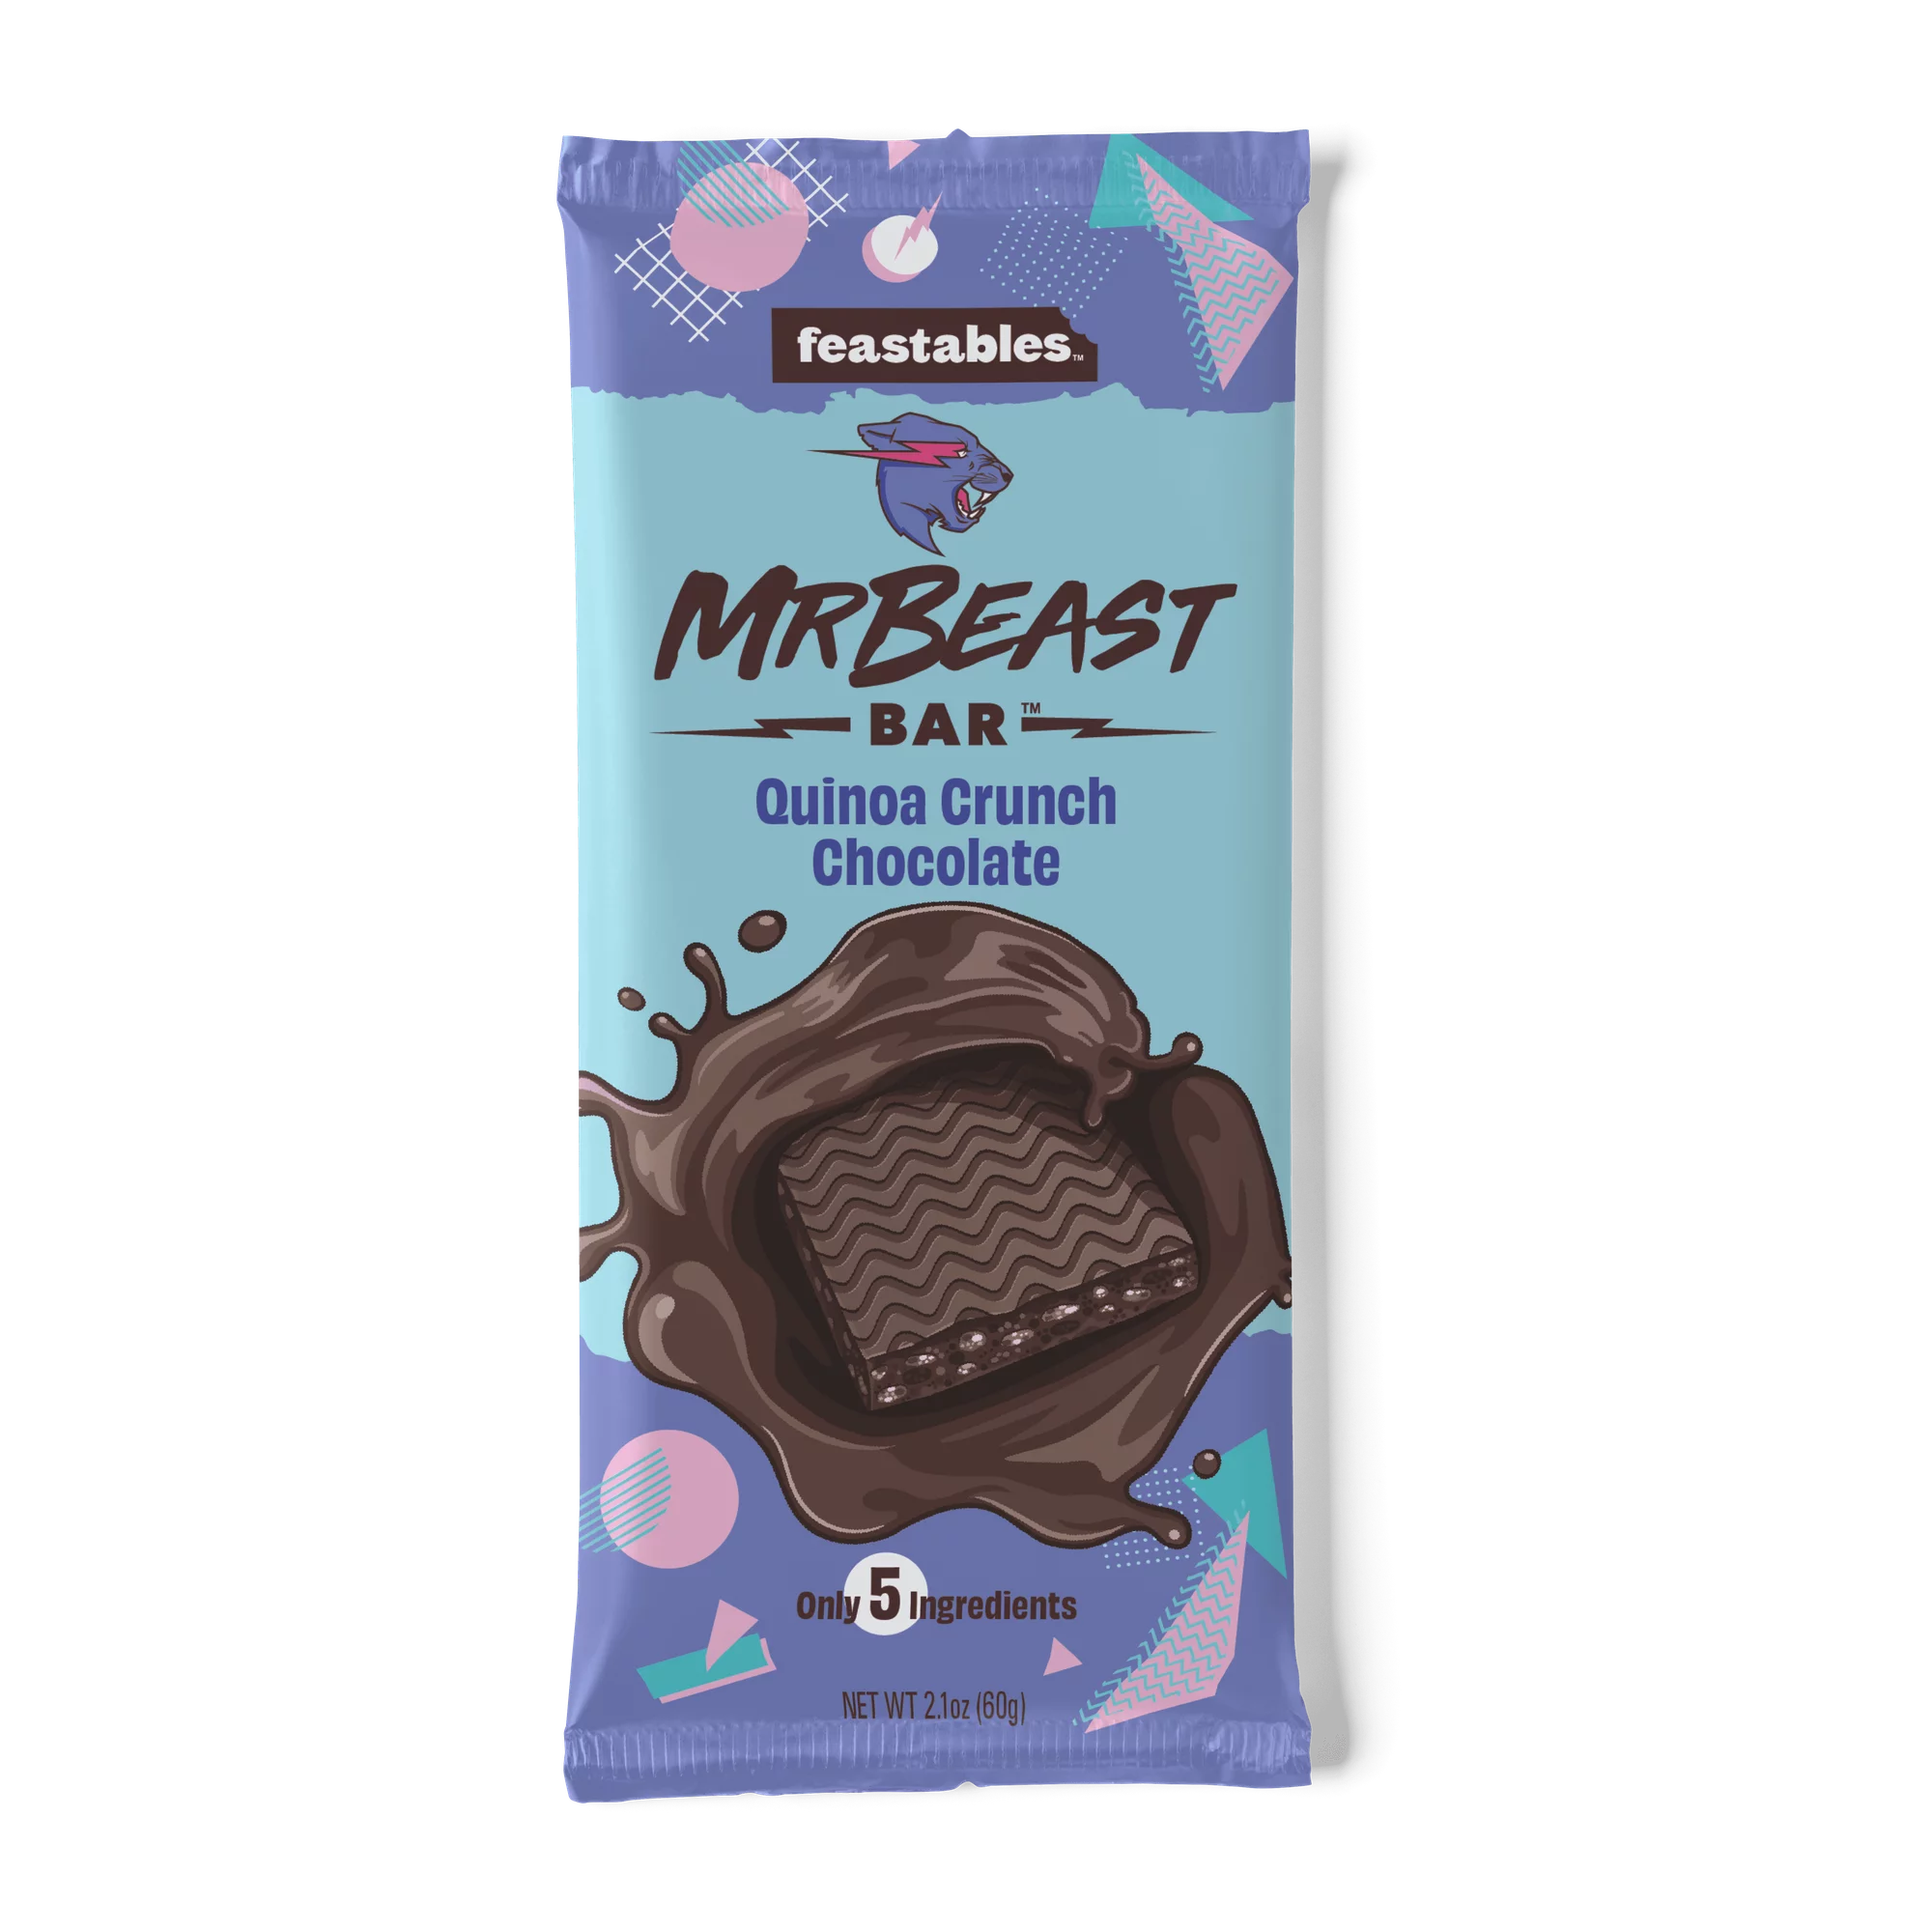 feastables™
MRBEAST
BAR™
Quinoa Crunch
Chocolate
Only 5 Ingredients
NET WT 2.1oz (60g)